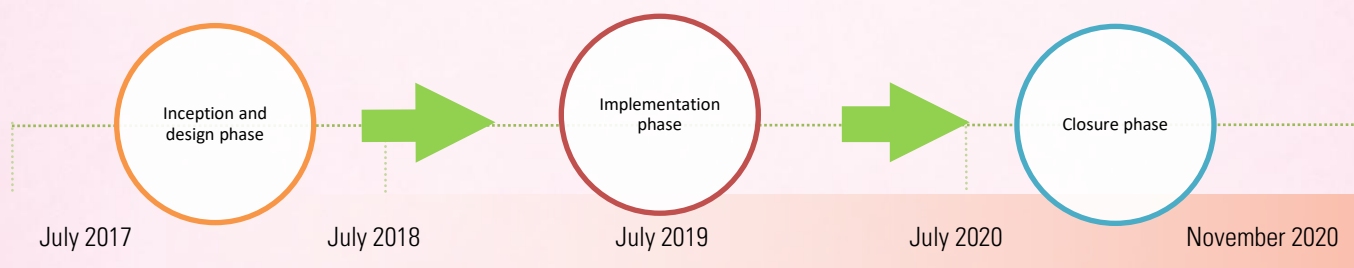 Inception and
design phase
Implementation
phase
Closure phase
July 2017
July 2018
July 2019
July 2020
November 2020